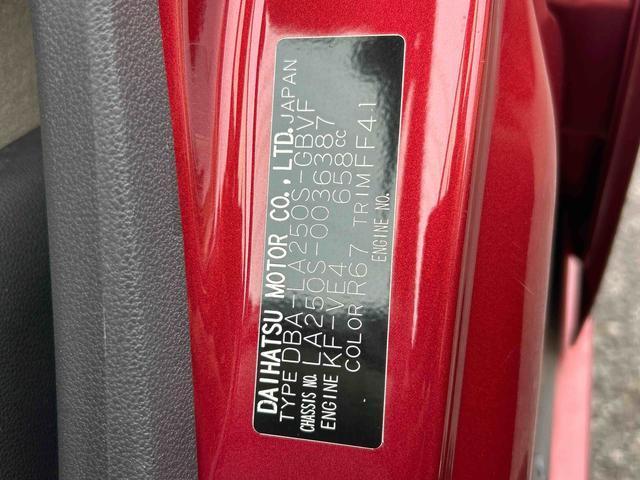 DAIHATSU MOTOR CO., LTD. JAPAN
TYPE DBA-LA250S-GBVF
CHASSIS NO. LA250S-0036387
ENGINE KF-VE4 658cc
COLOR R67 TRIM FF41
ENGINE NO.